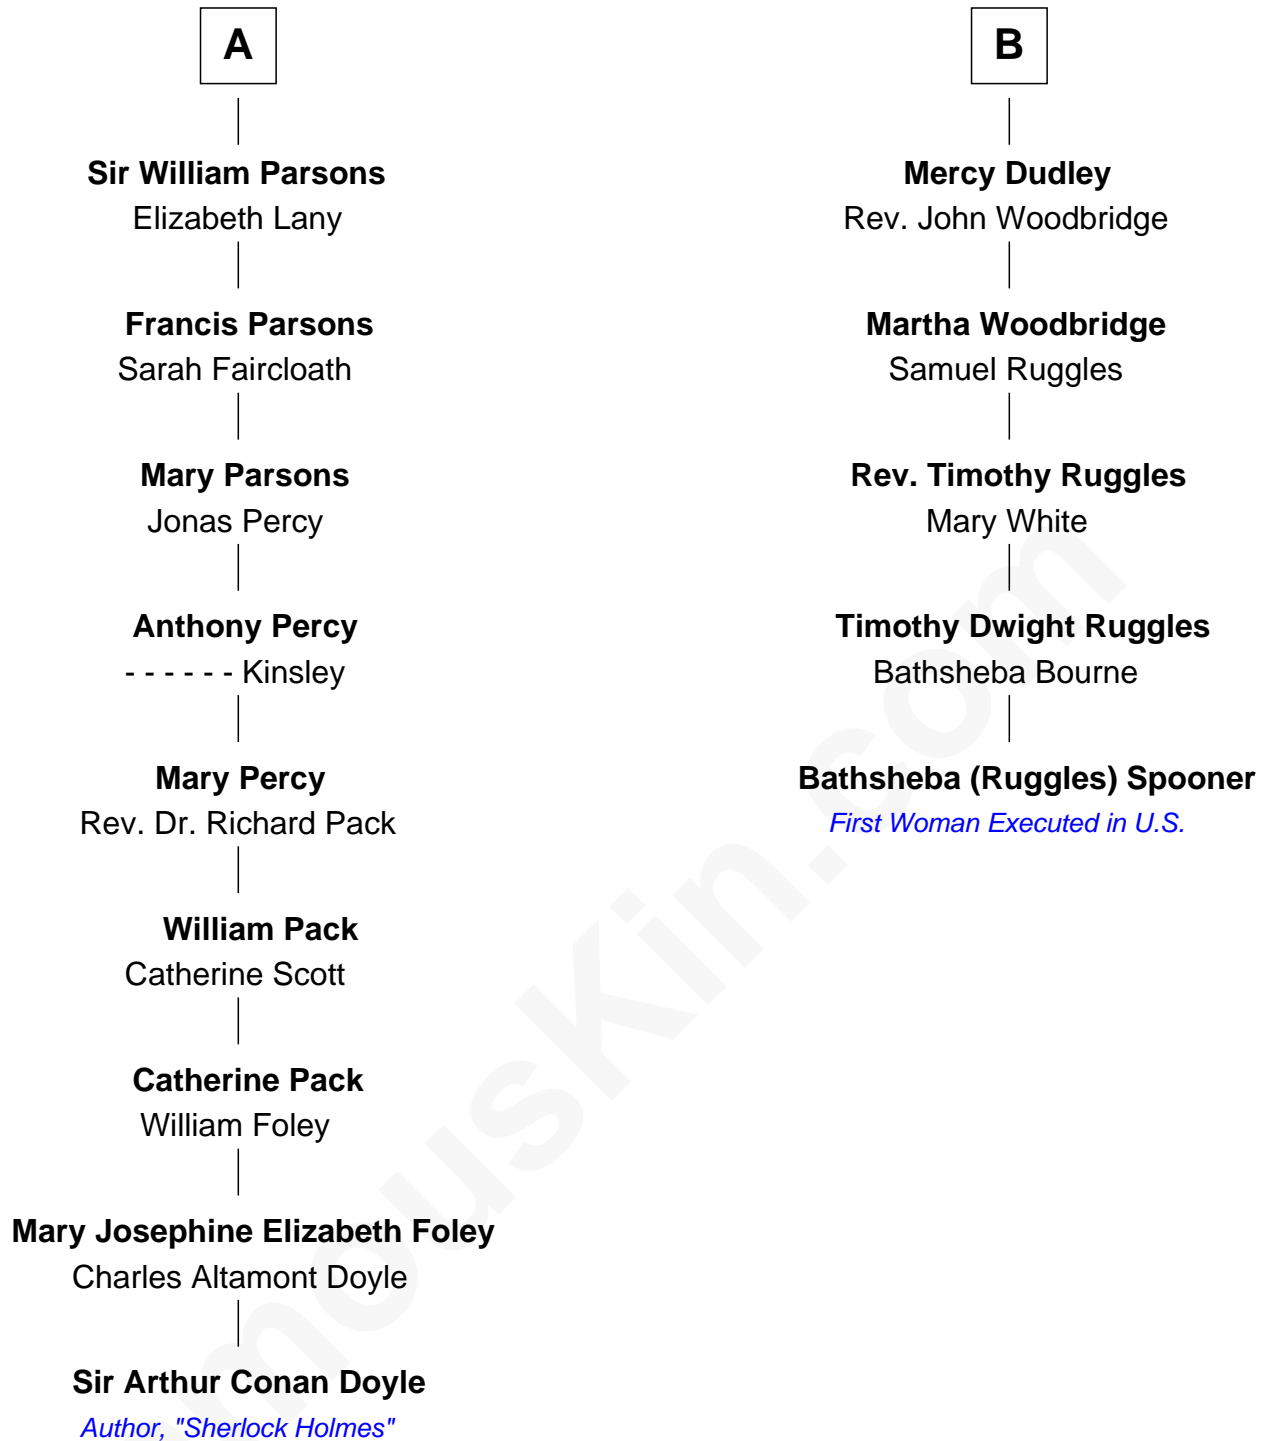 A
Sir William Parsons
Elizabeth Lany
Francis Parsons
Sarah Faircloath
Mary Parsons
Jonas Percy
Anthony Percy
- - - - - - Kinsley
Mary Percy
Rev. Dr. Richard Pack
William Pack
Catherine Scott
Catherine Pack
William Foley
Mary Josephine Elizabeth Foley
Charles Altamont Doyle
Sir Arthur Conan Doyle
Author, "Sherlock Holmes"
B
Mercy Dudley
Rev. John Woodbridge
Martha Woodbridge
Samuel Ruggles
Rev. Timothy Ruggles
Mary White
Timothy Dwight Ruggles
Bathsheba Bourne
Bathsheba (Ruggles) Spooner
First Woman Executed in U.S.
mousKin.com